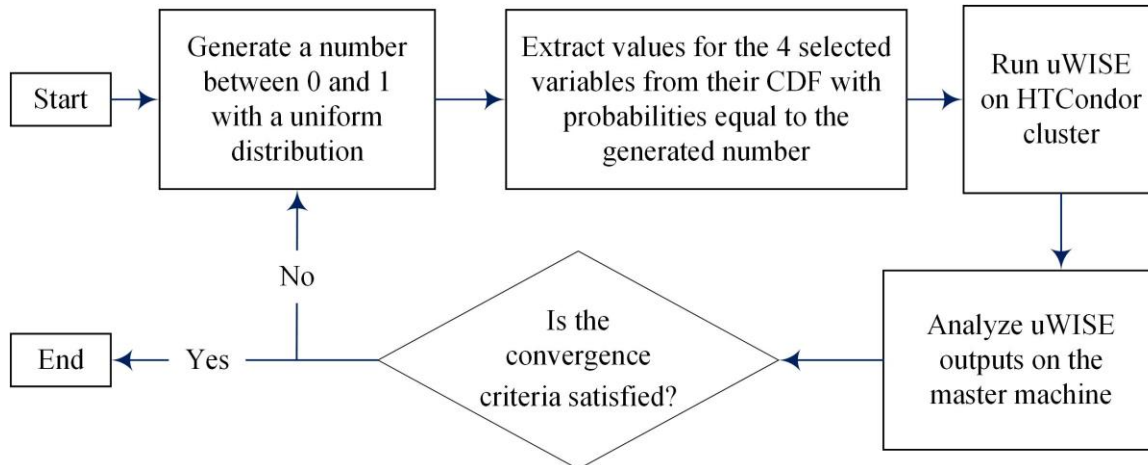 Start
Generate a number
between 0 and 1
with a uniform
distribution
Extract values for the 4 selected
variables from their CDF with
probabilities equal to the
generated number
Run uWISE
on HTCondor
cluster
Analyze uWISE
outputs on the
master machine
Is the
convergence
criteria satisfied?
No
Yes
End